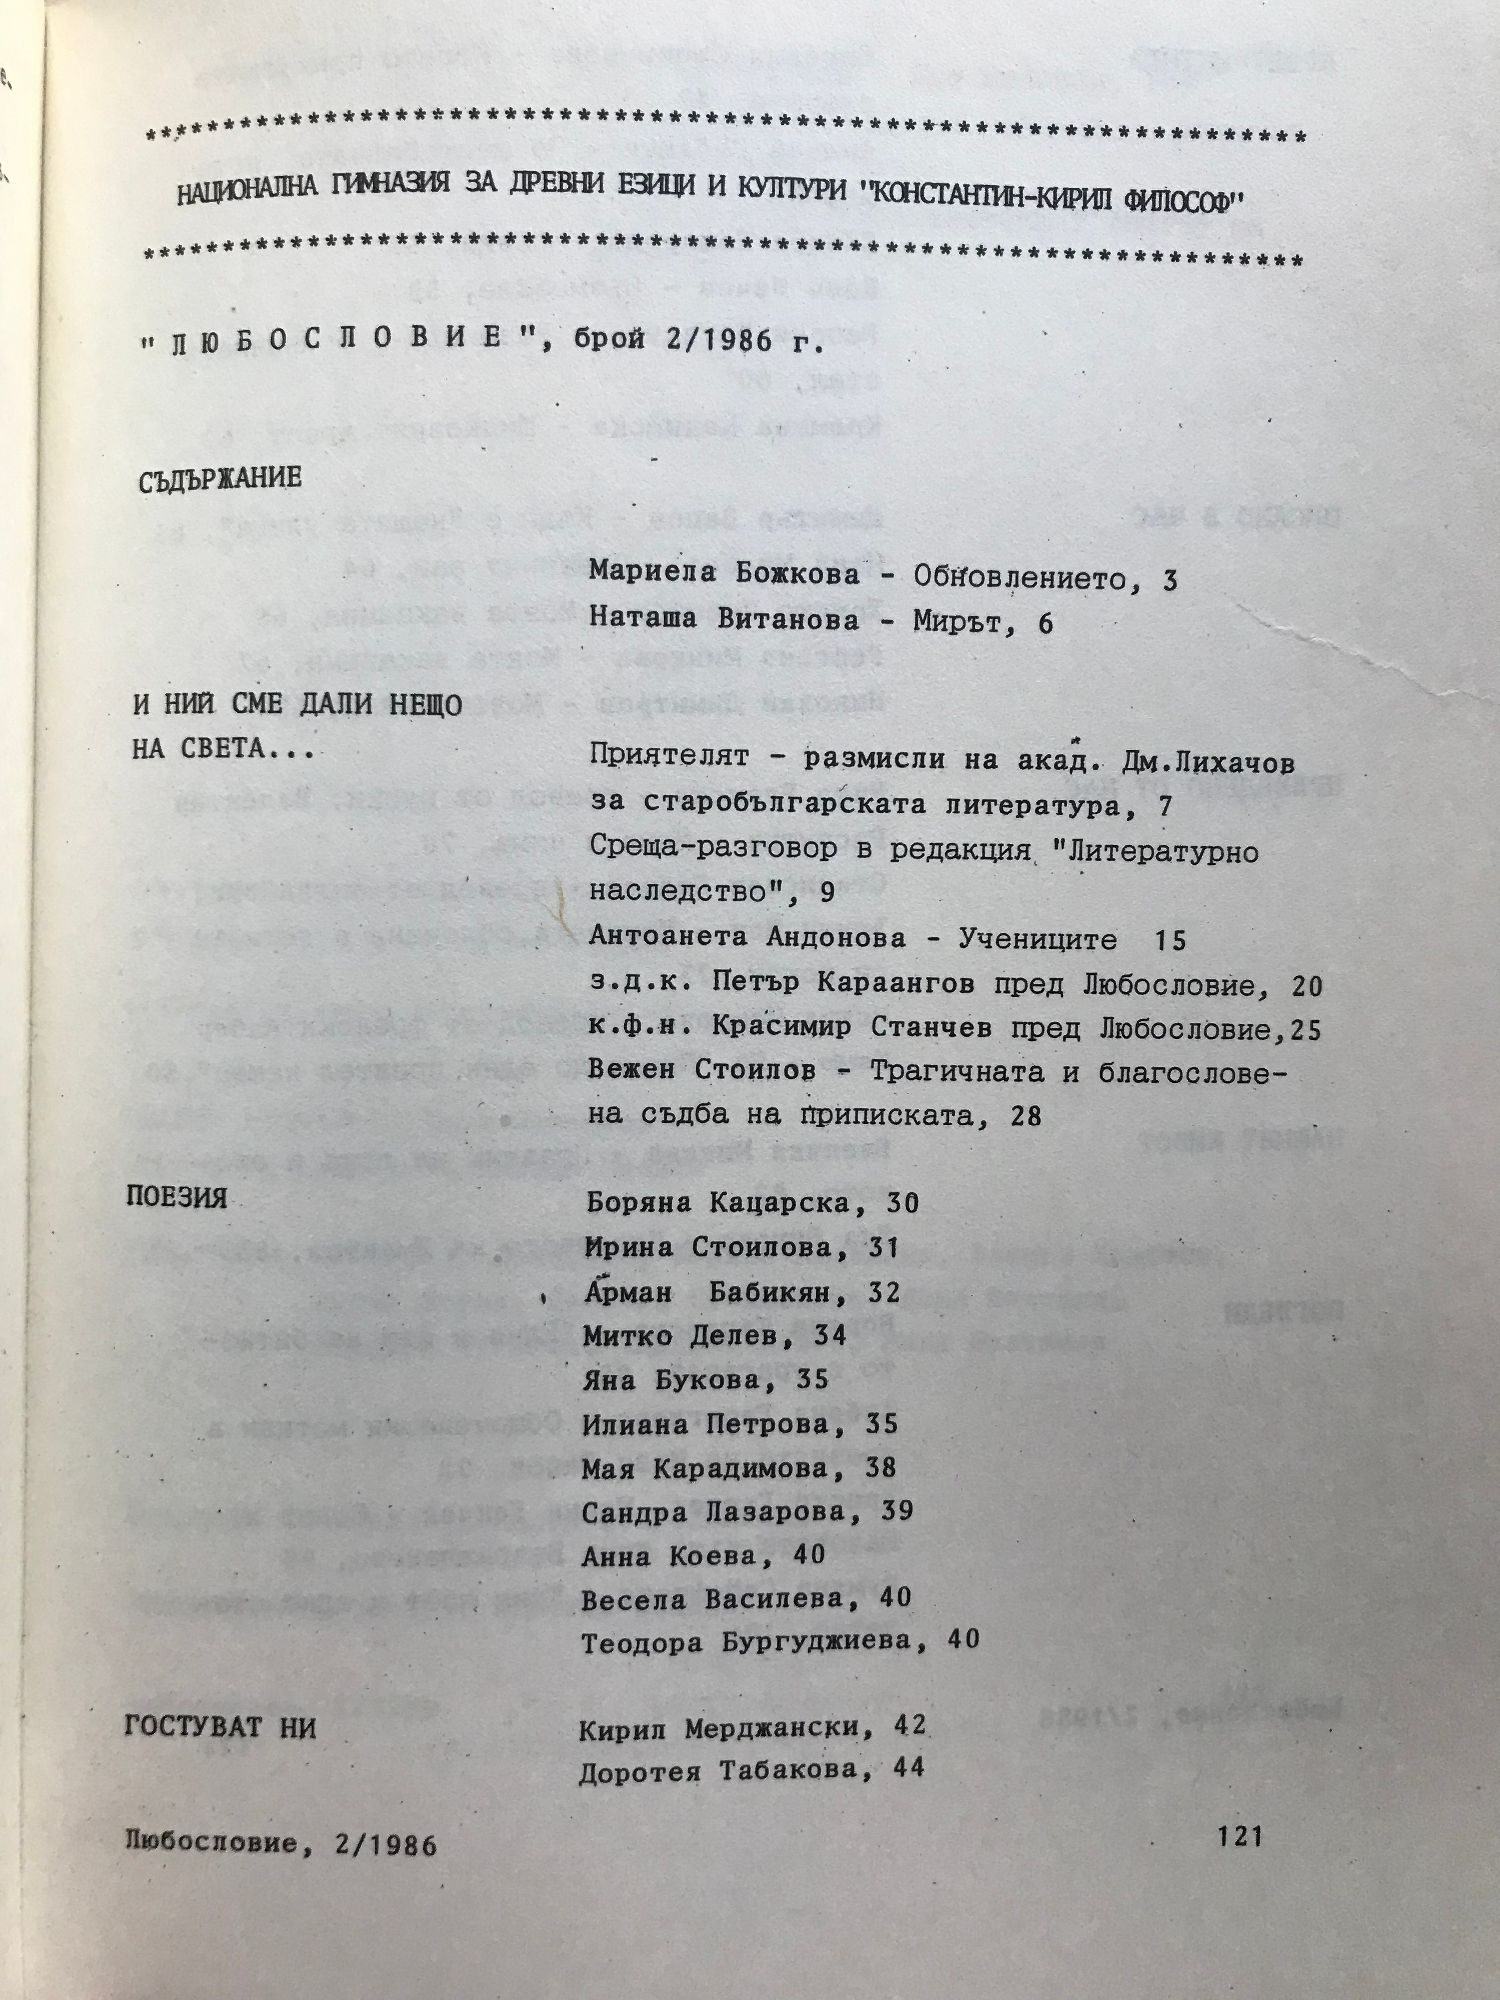 ************************************************************************
НАЦИОНАЛНА ГИМНАЗИЯ ЗА ДРЕВНИ ЕЗИЦИ И КУЛТУРИ "КОНСТАНТИН-КИРИЛ ФИЛОСОФ"
************************************************************************
"Л Ю Б О С Л О В И Е", брой 2/1986 г.
СЪДЪРЖАНИЕ
Мариела Божкова - Обновлението, 3
Наташа Витанова - Мирът, 6
И НИЙ СМЕ ДАЛИ НЕЩО
НА СВЕТА...
Приятелят - размисли на акад. Дм.Лихачов
за старобългарската литература, 7
Среща-разговор в редакция "Литературно
наследство", 9
Антоанета Андонова - Учениците 15
з.д.к. Петър Караангов пред Любословие, 20
к.ф.н. Красимир Станчев пред Любословие,25
Вежен Стоилов - Трагичната и благослове-
на съдба на приписката, 28
ПОЕЗИЯ
Боряна Кацарска, 30
Ирина Стоилова, 31
Арман Бабикян, 32
Митко Делев, 34
Яна Букова, 35
Илиана Петрова, 35
Мая Карадимова, 38
Сандра Лазарова, 39
Анна Коева, 40
Весела Василева, 40
Теодора Бургуджиева, 40
ГОСТУВАТ НИ
Кирил Мерджански, 42
Доротея Табакова, 44
Любословие, 2/1986
121